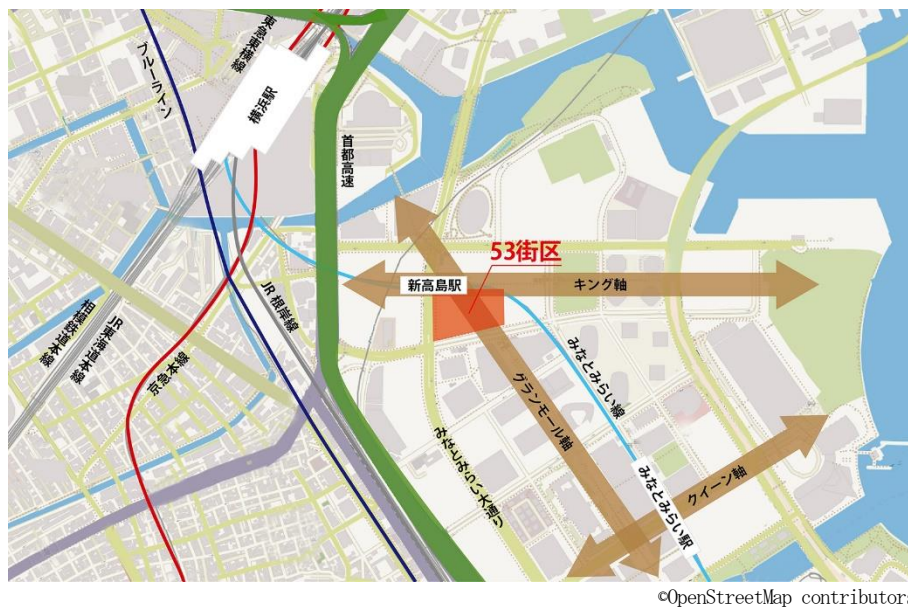 東急東横線
ブルーライン
横浜駅
首都高速
53街区
新高島駅
キング軸
JR 根岸線
相模鉄道本線
JR 東海道本線
京急本線
みなとみらい線
グランモール軸
みなとみらい大通り
クイーン軸
みなとみらい駅
©OpenStreetMap contributors